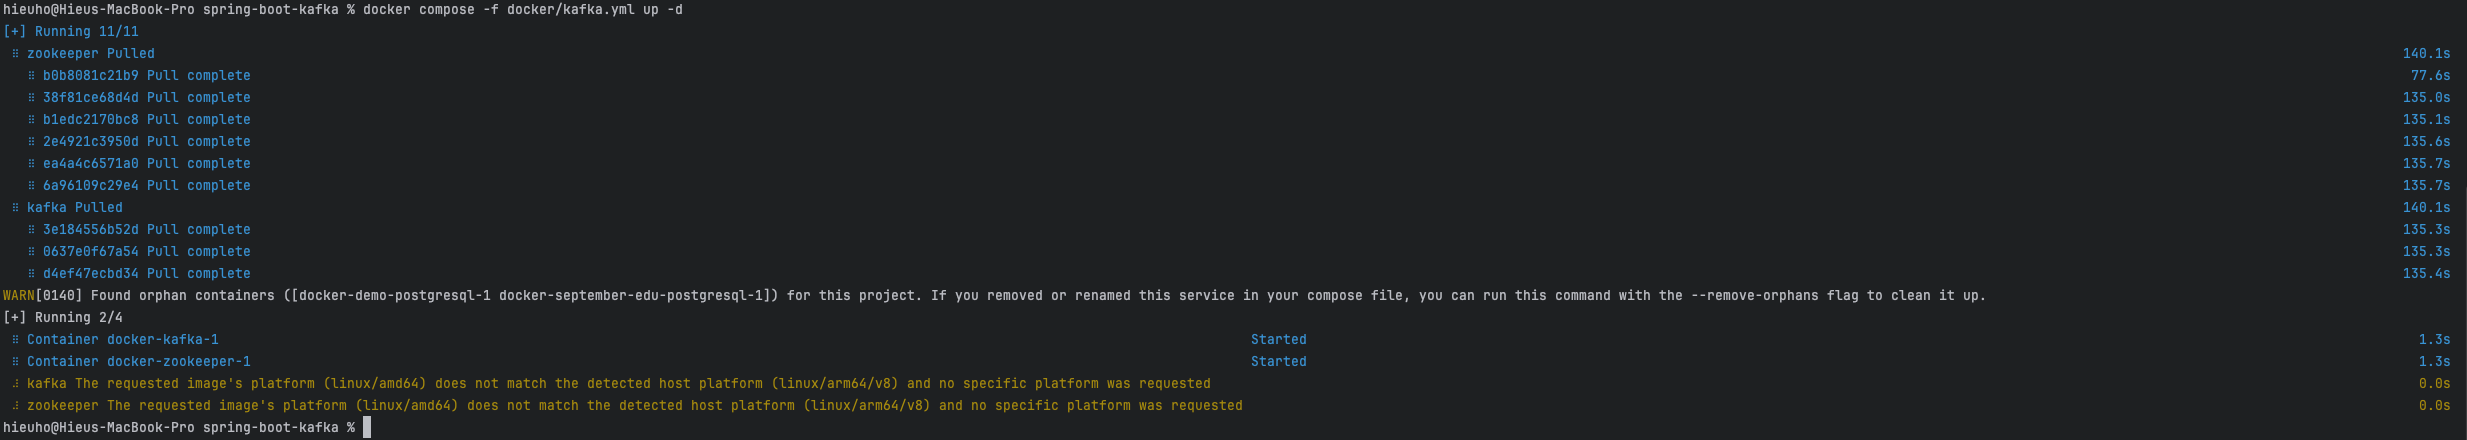 hieuho@Hieus-MacBook-Pro spring-boot-kafka % docker compose -f docker/kafka.yml up -d
[+] Running 11/11
⠿ zookeeper Pulled 140.1s
⠿ b0b8081c21b9 Pull complete 77.6s
⠿ 38f81ce68d4d Pull complete 135.0s
⠿ b1edc2170bc8 Pull complete 135.1s
⠿ 2e4921c3950d Pull complete 135.6s
⠿ ea4a4c6571a0 Pull complete 135.7s
⠿ 6a96109c29e4 Pull complete 135.7s
⠿ kafka Pulled 140.1s
⠿ 3e184556b52d Pull complete 135.3s
⠿ 0637e0f67a54 Pull complete 135.3s
⠿ d4ef47ecbd34 Pull complete 135.4s
WARN[0140] Found orphan containers ([docker-demo-postgresql-1 docker-september-edu-postgresql-1]) for this project. If you removed or renamed this service in your compose file, you can run this command with the --remove-orphans flag to clean it up.
[+] Running 2/4
⠿ Container docker-kafka-1 Started 1.3s
⠿ Container docker-zookeeper-1 Started 1.3s
⠼ kafka The requested image's platform (linux/amd64) does not match the detected host platform (linux/arm64/v8) and no specific platform was requested 0.0s
⠼ zookeeper The requested image's platform (linux/amd64) does not match the detected host platform (linux/arm64/v8) and no specific platform was requested 0.0s
hieuho@Hieus-MacBook-Pro spring-boot-kafka %